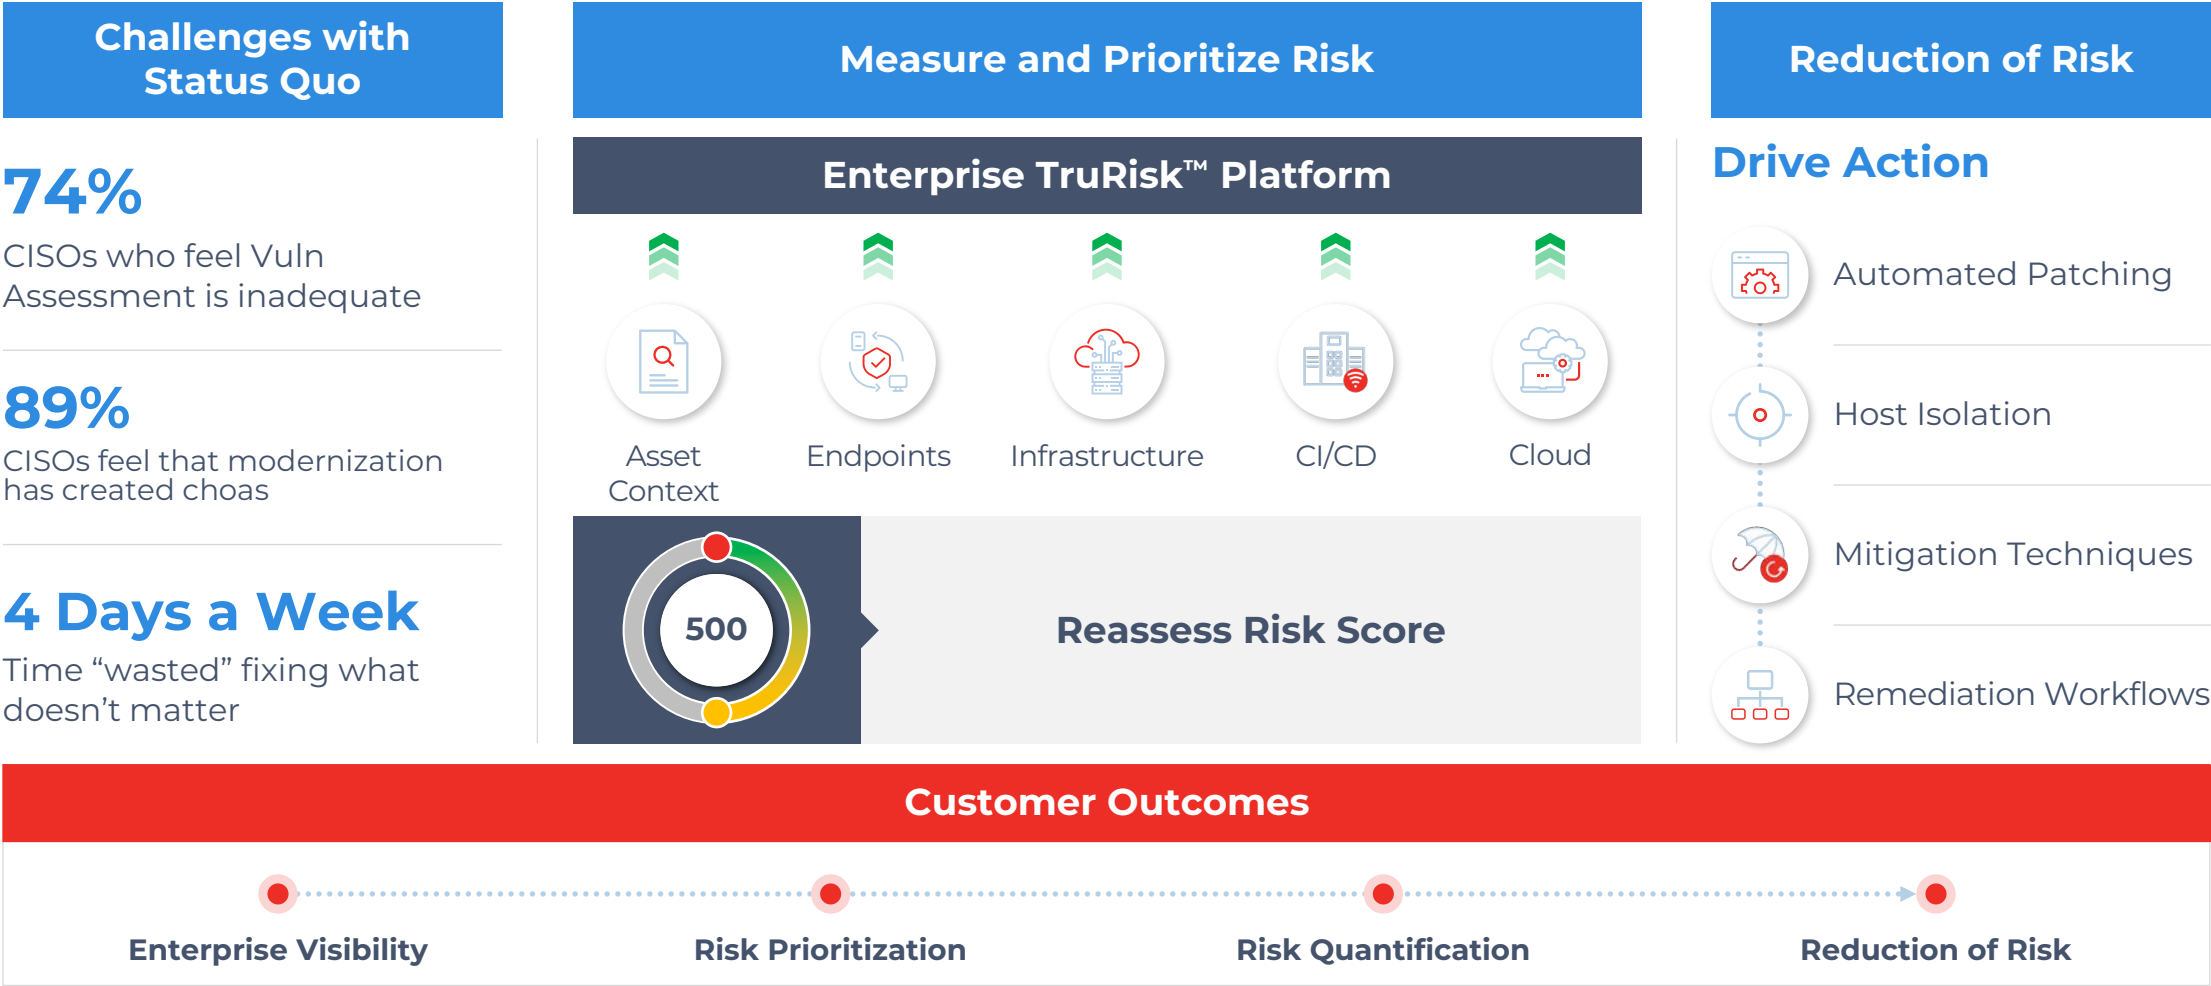 Challenges with
Status Quo
74%
CISOs who feel Vuln
Assessment is inadequate
89%
CISOs feel that modernization
has created choas
4 Days a Week
Time “wasted” fixing what
doesn’t matter
Measure and Prioritize Risk
Enterprise TruRisk™ Platform
Asset
Context
Endpoints
Infrastructure
CI/CD
Cloud
500
Reassess Risk Score
Reduction of Risk
Drive Action
Automated Patching
Host Isolation
Mitigation Techniques
Remediation Workflows
Customer Outcomes
Enterprise Visibility
Risk Prioritization
Risk Quantification
Reduction of Risk